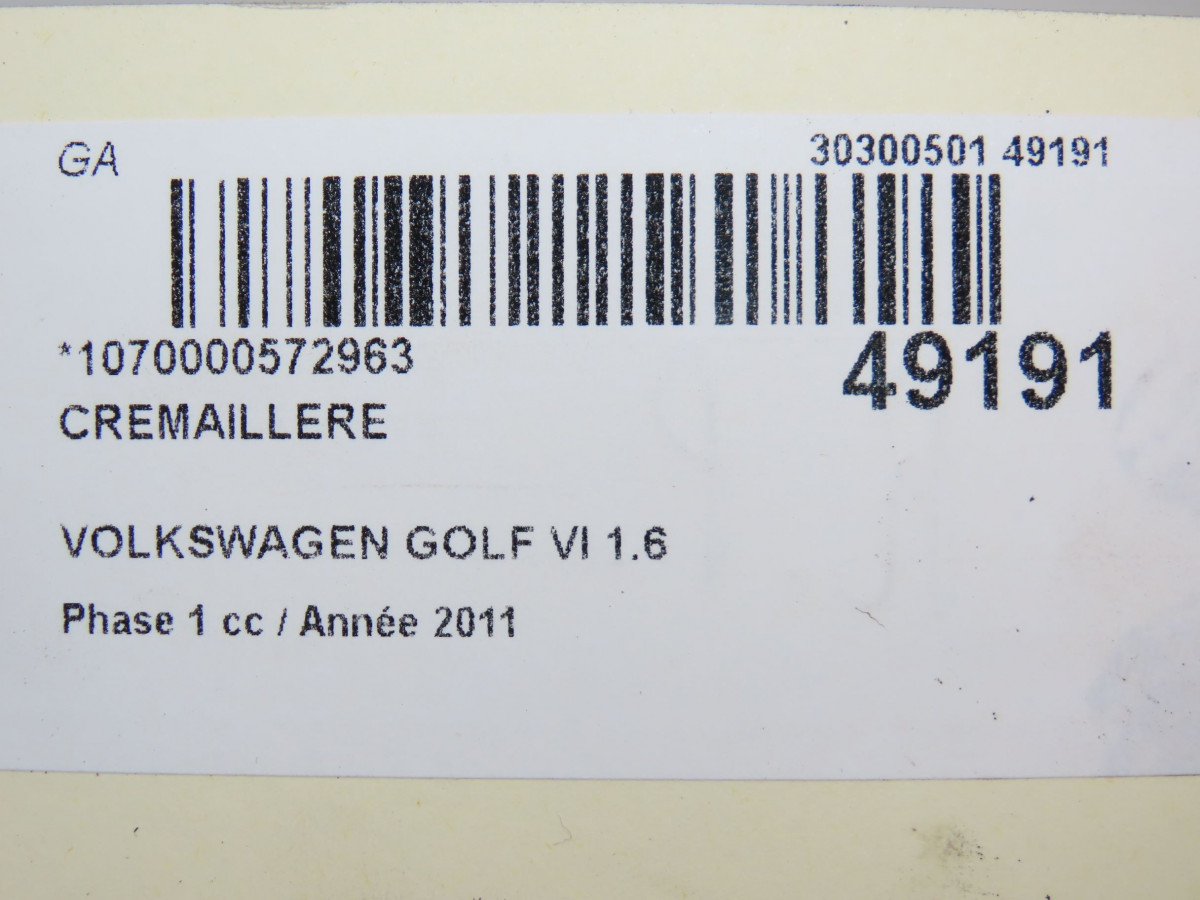 GA
30300501 49191
*1070000572963
49191
CREMAILLERE
VOLKSWAGEN GOLF VI 1.6
Phase 1 cc / Année 2011